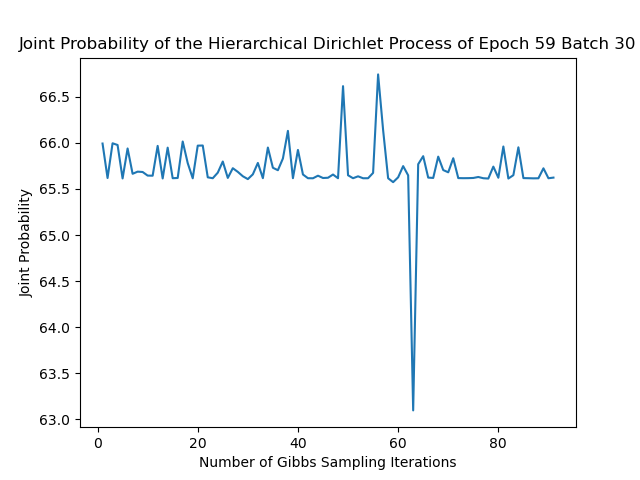 Joint Probability of the Hierarchical Dirichlet Process of Epoch 59 Batch 30
66.5
66.0
65.5
65.0
64.5
64.0
63.5
63.0
Joint Probability
0 20 40 60 80
Number of Gibbs Sampling Iterations